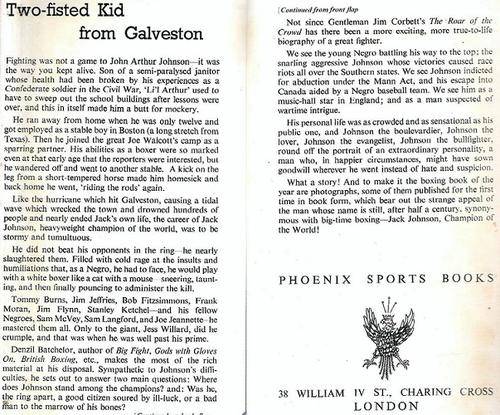 Two-fisted Kid
from Galveston
Fighting was not a game to John Arthur Johnson—it was
the way you kept alive. Son of a semi-paralysed janitor
whose health had been broken by his experiences as a
Confederate soldier in the Civil War, 'Li'l Arthur' used to
have to sweep out the school buildings after lessons were
over, and this in itself made him a butt for mockery.
He ran away from home when he was only twelve and
got employed as a stable boy in Boston (a long stretch from
Texas). Then he joined the great Joe Walcott's camp as a
sparring partner. His abilities as a boxer were so marked
even at that early age that the reporters were interested, but
he wandered off and went to another stable. A kick on the
leg from a short-tempered horse made him homesick and
back home he went, 'riding the rods' again.
Like the hurricane which hit Galveston, causing a tidal
wave which wrecked the town and drowned hundreds of
people and nearly ended Jack's own life, the career of Jack
Johnson, heavyweight champion of the world, was to be
stormy and tumultuous.
He did not beat his opponents in the ring—he nearly
slaughtered them. Filled with cold rage at the insults and
humiliations that, as a Negro, he had to face, he would play
with a white boxer like a cat with a mouse—sneering, taunt-
ing, and then finally pouncing to administer the kill.
Tommy Burns, Jim Jeffries, Bob Fitzsimmons, Frank
Moran, Jim Flynn, Stanley Ketchel—and his fellow
Negroes, Sam McVey, Sam Langford, and Joe Jeannette—he
mastered them all. Only to the giant, Jess Willard, did he
crumple, and that was when he was well past his prime.
Denzil Batchelor, author of Big Fight, Gods with Gloves
On, British Boxing, etc., makes the most of the rich
material at his disposal. Sympathetic to Johnson's diffi-
culties, he sets out to answer two main questions: Where
does Johnson stand among the champions? and: Was he,
the ring apart, a good citizen soured by ill-luck, or a bad
man to the marrow of his bones?
[Continued from front flap
Not since Gentleman Jim Corbett's The Roar of the
Crowd has there been a more exciting, more true-to-life
biography of a great fighter.
We see the young Negro battling his way to the top; the
snarling aggressive Johnson whose victories caused race
riots all over the Southern states. We see Johnson indicted
for abduction under the Mann Act, and his escape into
Canada aided by a Negro baseball team. We see him as a
music-hall star in England; and as a man suspected of
wartime intrigue.
His personal life was as crowded and as sensational as his
public one, and Johnson the boulevardier, Johnson the
lover, Johnson the evangelist, Johnson the bullfighter,
round off the portrait of an extraordinary personality, a
man who, in happier circumstances, might have sown
goodwill wherever he went instead of hate and suspicion.
What a story! And to make it the boxing book of the
year are photographs, some of them published for the first
time in book form, which bear out the strange appeal of
the man whose name is still, after half a century, synony-
mous with big-time boxing—Jack Johnson, Champion of
the World!
PHOENIX SPORTS BOOKS
38 WILLIAM IV ST., CHARING CROSS
LONDON